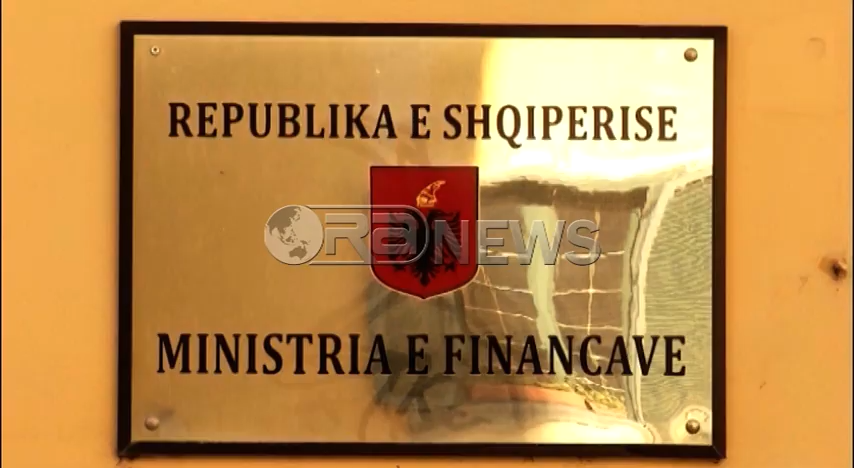 REPUBLIKA E SHQIPERISE
Ora NEWS
MINISTRIA E FINANCAVE